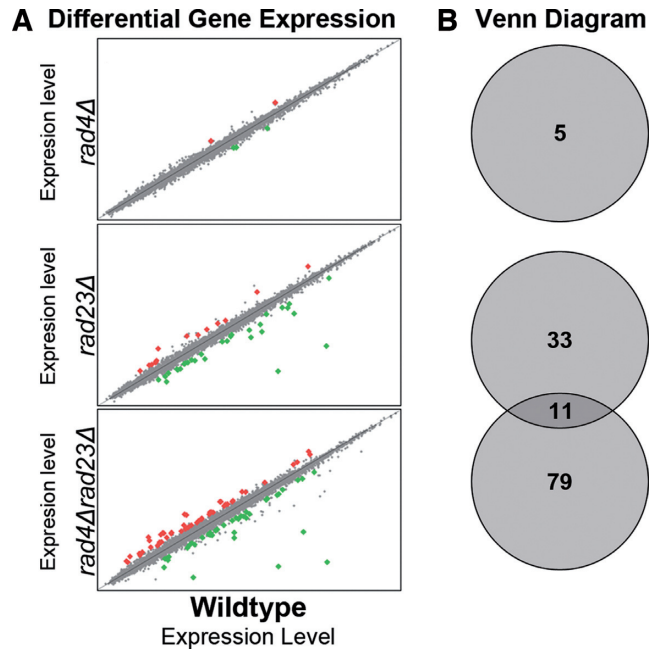 A Differential Gene Expression
B Venn Diagram
Expresion level
rad4Δ
5
Expresion level
rad23Δ
33
11
Expresion level
rad4Δrad23Δ
79
Wildtype
Expression Level